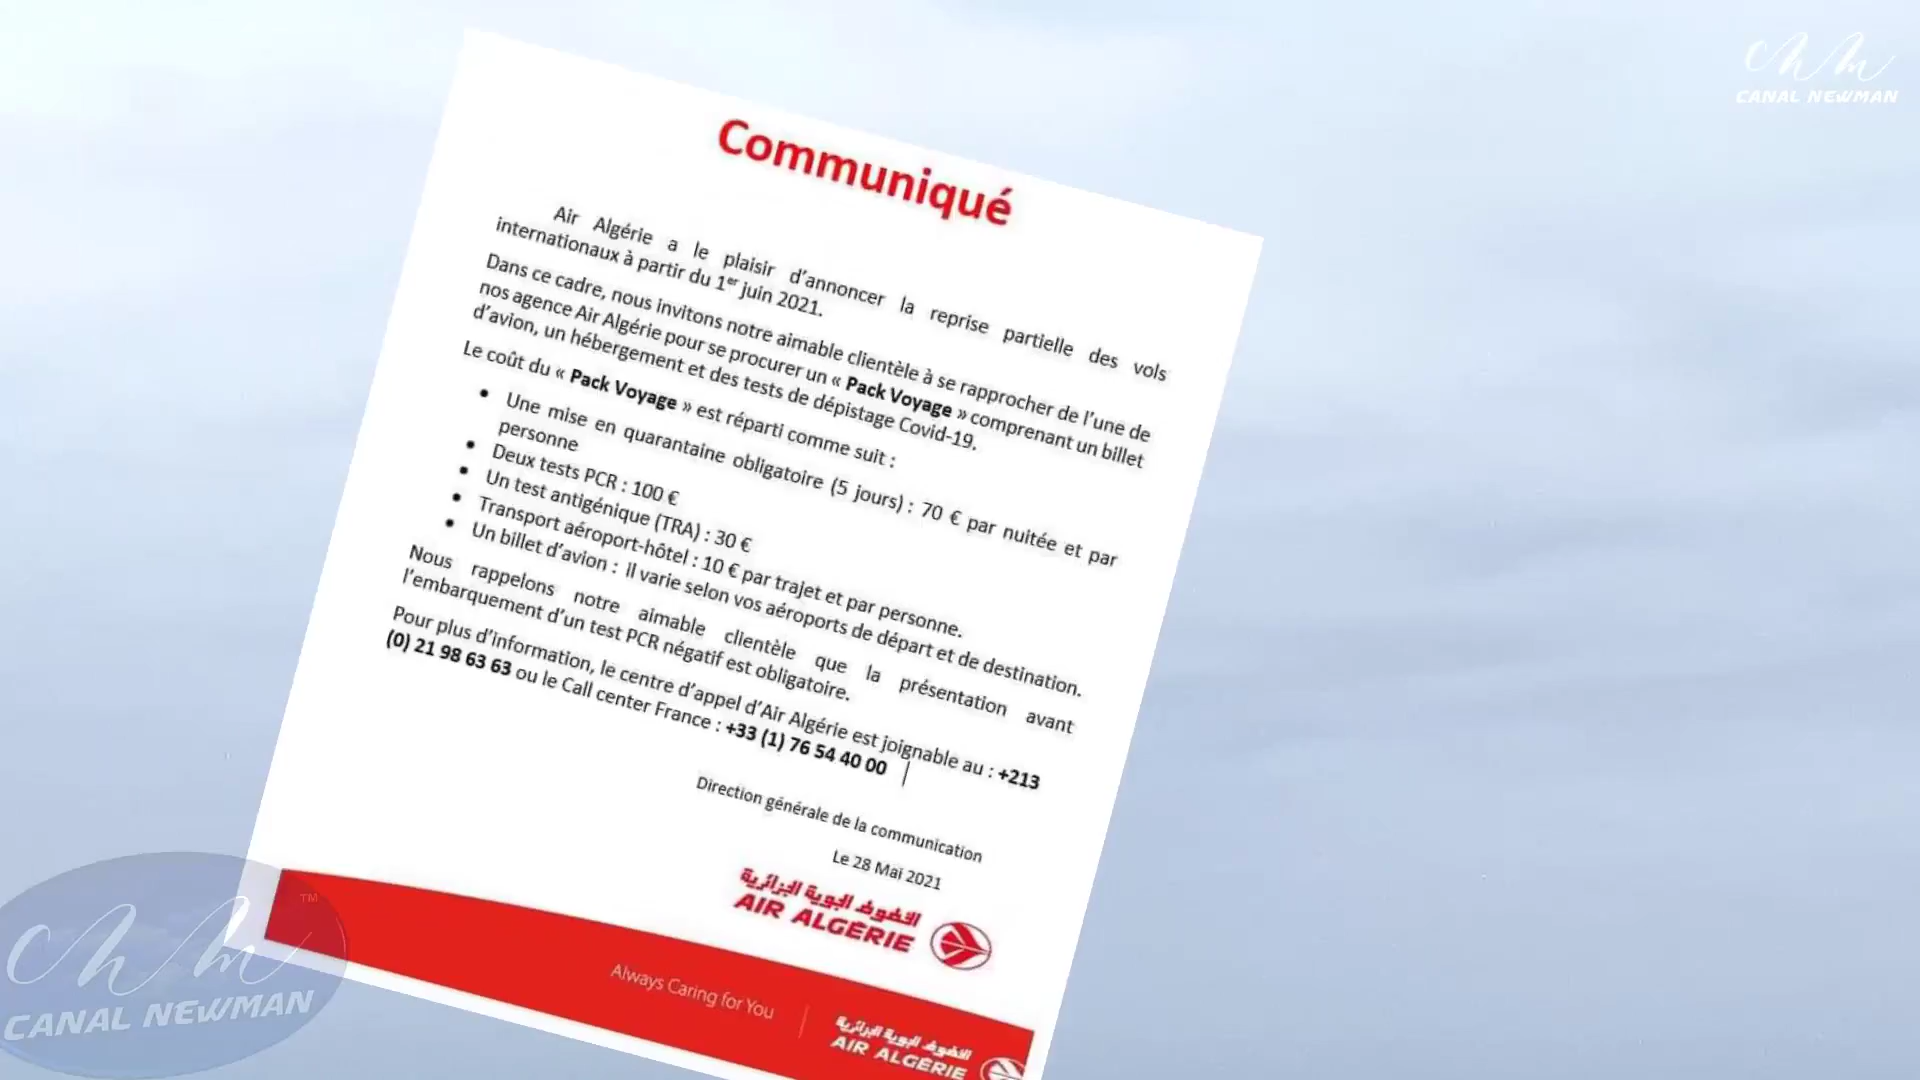 CANAL NEWMAN
Communiqué
Air Algérie a le plaisir d’annoncer la reprise partielle des vols
internationaux à partir du 1er juin 2021.
Dans ce cadre, nous invitons notre aimable clientèle à se rapprocher de l’une de
nos agence Air Algérie pour se procurer un « Pack Voyage » comprenant un billet
d’avion, un hébergement et des tests de dépistage Covid-19.
Le coût du « Pack Voyage » est réparti comme suit :
• Une mise en quarantaine obligatoire (5 jours) : 70 € par nuitée et par
personne
• Deux tests PCR : 100 €
• Un test antigénique (TRA) : 30 €
• Transport aéroport-hôtel : 10 € par trajet et par personne.
• Un billet d’avion : il varie selon vos aéroports de départ et de destination.
Nous rappelons notre aimable clientèle que la présentation avant
l’embarquement d’un test PCR négatif est obligatoire.
Pour plus d’information, le centre d’appel d’Air Algérie est joignable au : +213
(0) 21 98 63 63 ou le Call center France : +33 (1) 76 54 40 00
Direction générale de la communication
Le 28 Mai 2021
الخطوط الجوية الجزائرية
AIR ALGÉRIE
Always Caring for You
الخطوط الجوية الجزائرية
AIR ALGÉRIE
TM
CANAL NEWMAN